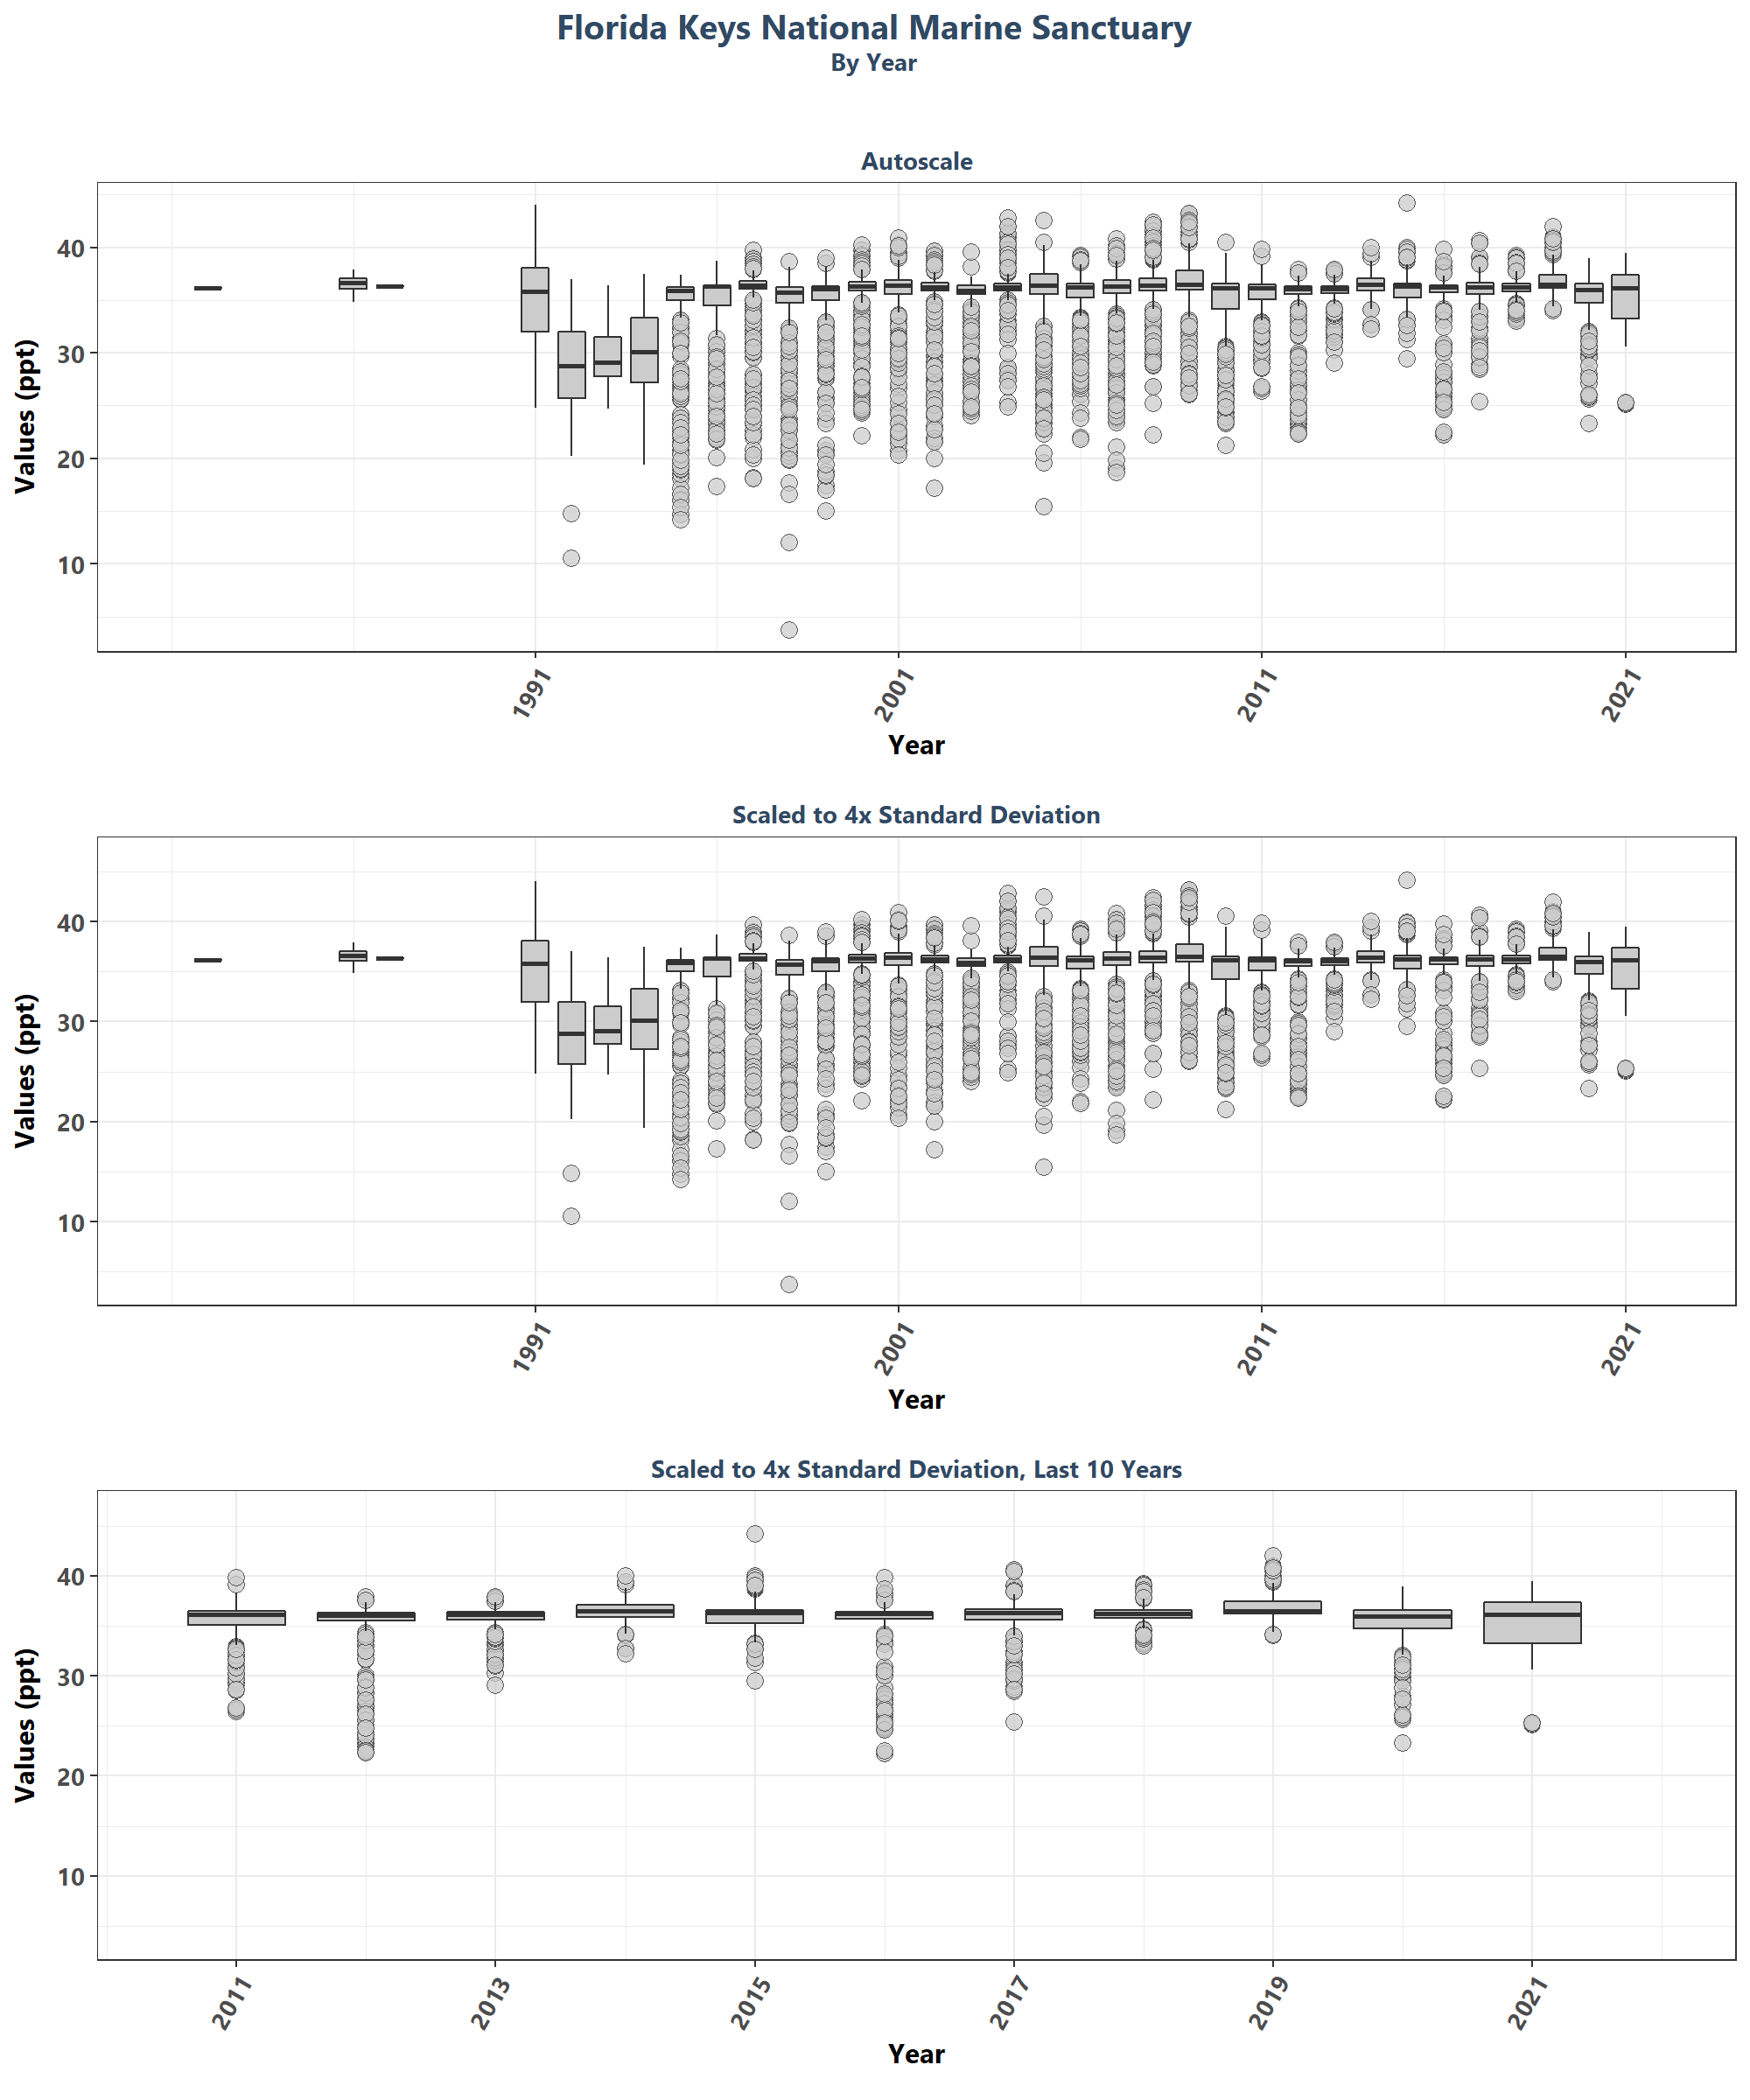 Florida Keys National Marine Sanctuary
By Year
Autoscale
Values (ppt)
40
30
20
10
1991
2001
2011
2021
Year
Scaled to 4x Standard Deviation
Values (ppt)
40
30
20
10
1991
2001
2011
2021
Year
Scaled to 4x Standard Deviation, Last 10 Years
Values (ppt)
40
30
20
10
2011
2013
2015
2017
2019
2021
Year